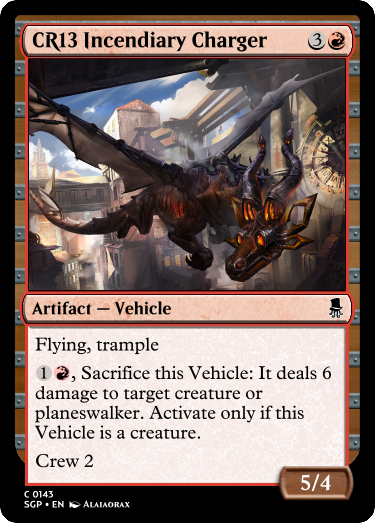 CR13 Incendiary Charger 3
Artifact — Vehicle
Flying, trample
1 , Sacrifice this Vehicle: It deals 6
damage to target creature or
planeswalker. Activate only if this
Vehicle is a creature.
Crew 2
5/4
C 0143
SGP • EN Alaiaorax